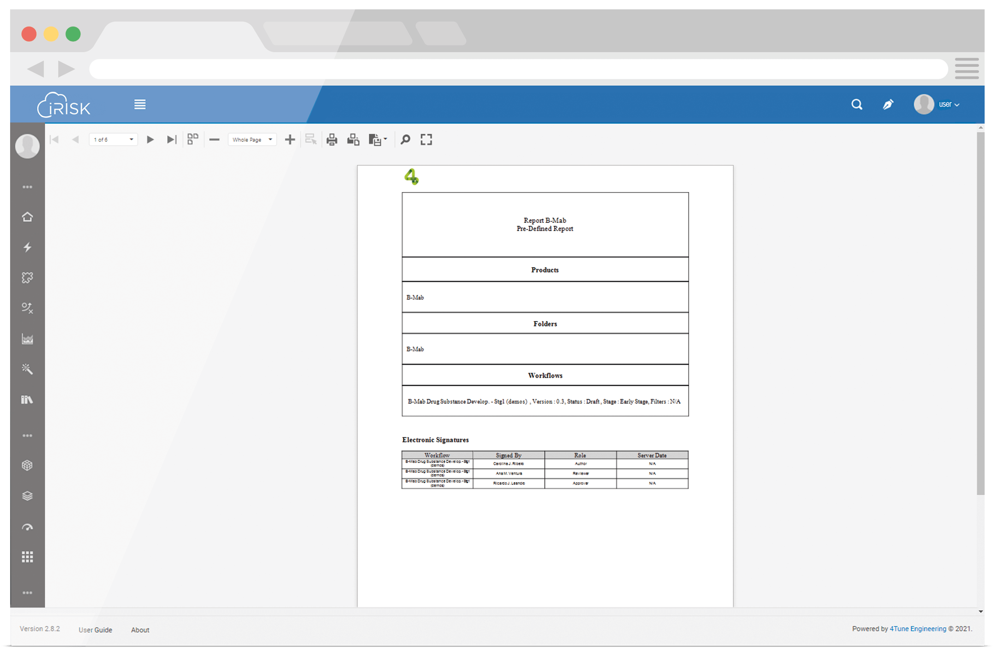 iRISK
user
1 of 6
Whole Page
4
Report B-Mab
Pre-Defined Report
Products
B-Mab
Folders
B-Mab
Workflows
B-Mab Drug Substance Develop. - Stg1 (demos) , Version : 0.3, Status : Draft , Stage : Early Stage, Filters : N/A
Electronic Signatures
Workflow Signed By Role Server Date
B-Mab Drug Substance Develop. - Stg1
(demos) Carolina J. Ribeiro Author N/A
B-Mab Drug Substance Develop. - Stg1
(demos) Ana M. Ventura Reviewer N/A
B-Mab Drug Substance Develop. - Stg1
(demos) Ricardo J. Leandro Approver N/A
Version 2.8.2 User Guide About Powered by 4Tune Engineering © 2021.